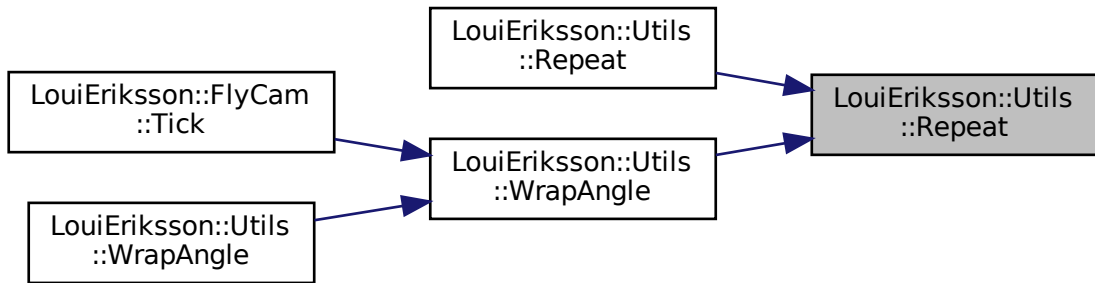 LouiEriksson::FlyCam
::Tick
LouiEriksson::Utils
::WrapAngle
LouiEriksson::Utils
::Repeat
LouiEriksson::Utils
::WrapAngle
LouiEriksson::Utils
::Repeat